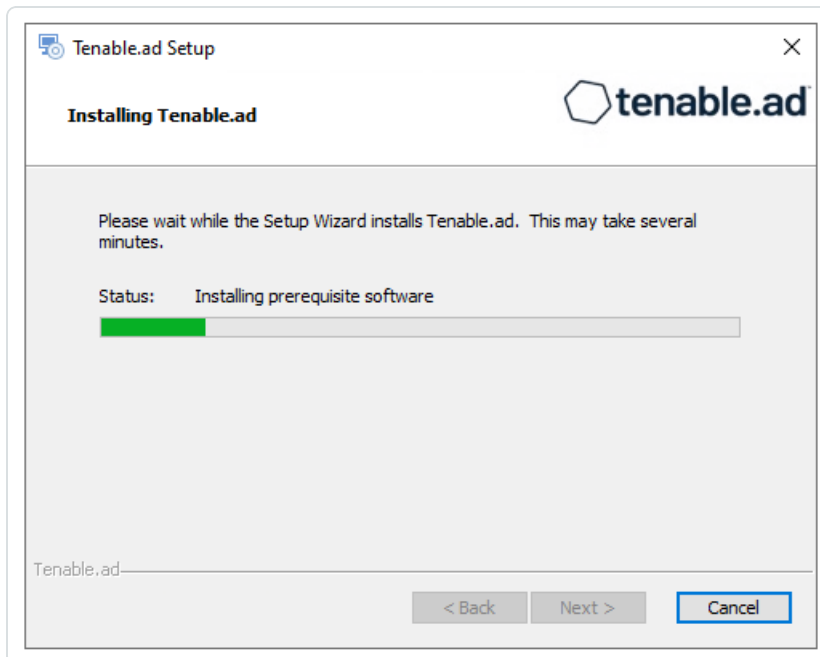 Tenable.ad Setup
Installing Tenable.ad
tenable.ad
Please wait while the Setup Wizard installs Tenable.ad. This may take several
minutes.
Status: Installing prerequisite software
Tenable.ad
< Back Next > Cancel